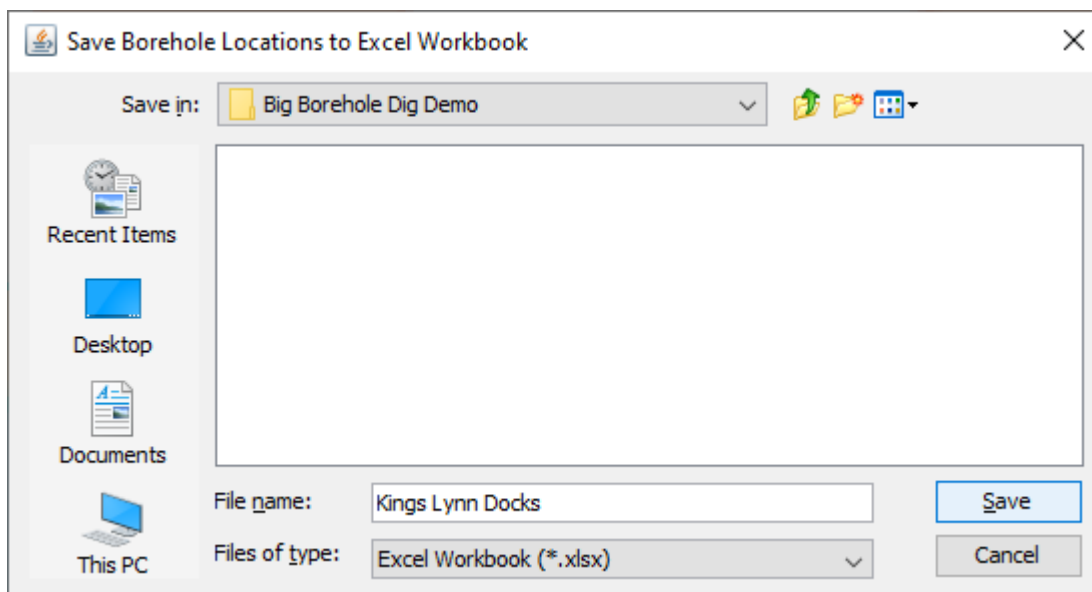 Save Borehole Locations to Excel Workbook
Save in: Big Borehole Dig Demo
Recent Items
Desktop
Documents
This PC
File name: Kings Lynn Docks Save
Files of type: Excel Workbook (*.xlsx) Cancel